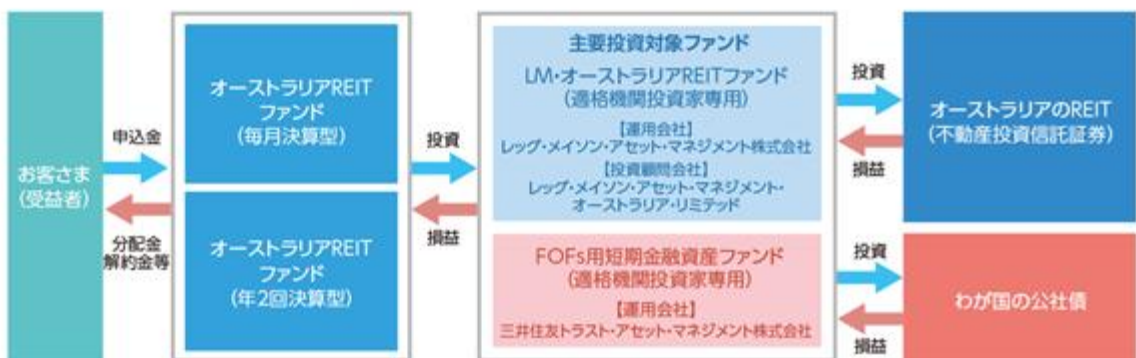 お客さま
(受益者)
申込金
分配金
解約金等
オーストラリアREIT
ファンド
(毎月決算型)
オーストラリアREIT
ファンド
(年2回決算型)
投資
損益
主要投資対象ファンド
LM・オーストラリアREITファンド
(適格機関投資家専用)
【運用会社】
レッグ・メイソン・アセット・マネジメント株式会社
【投資顧問会社】
レッグ・メイソン・アセット・マネジメント・
オーストラリア・リミテッド
FOFs用短期金融資産ファンド
(適格機関投資家専用)
【運用会社】
三井住友トラスト・アセット・マネジメント株式会社
投資
損益
投資
損益
オーストラリアのREIT
(不動産投資信託証券)
わが国の公社債